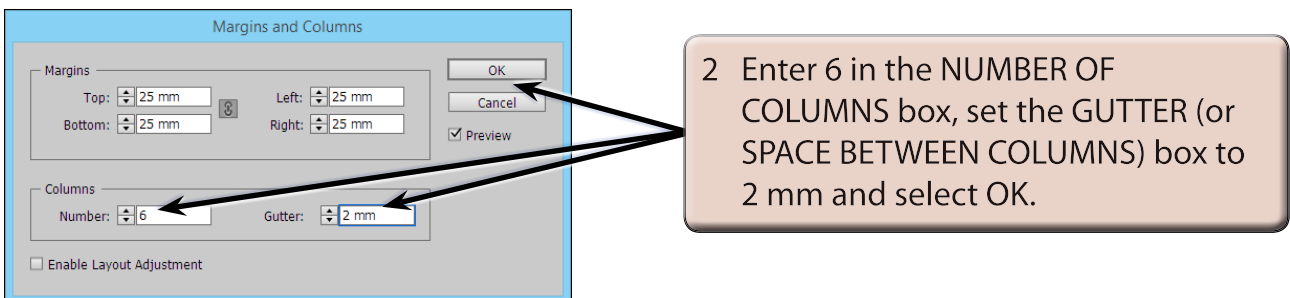 Margins and Columns
Margins
Top: 25 mm Left: 25 mm
Bottom: 25 mm Right: 25 mm
OK
Cancel
Preview
Columns
Number: 6 Gutter: 2 mm
Enable Layout Adjustment
2 Enter 6 in the NUMBER OF
COLUMNS box, set the GUTTER (or
SPACE BETWEEN COLUMNS) box to
2 mm and select OK.